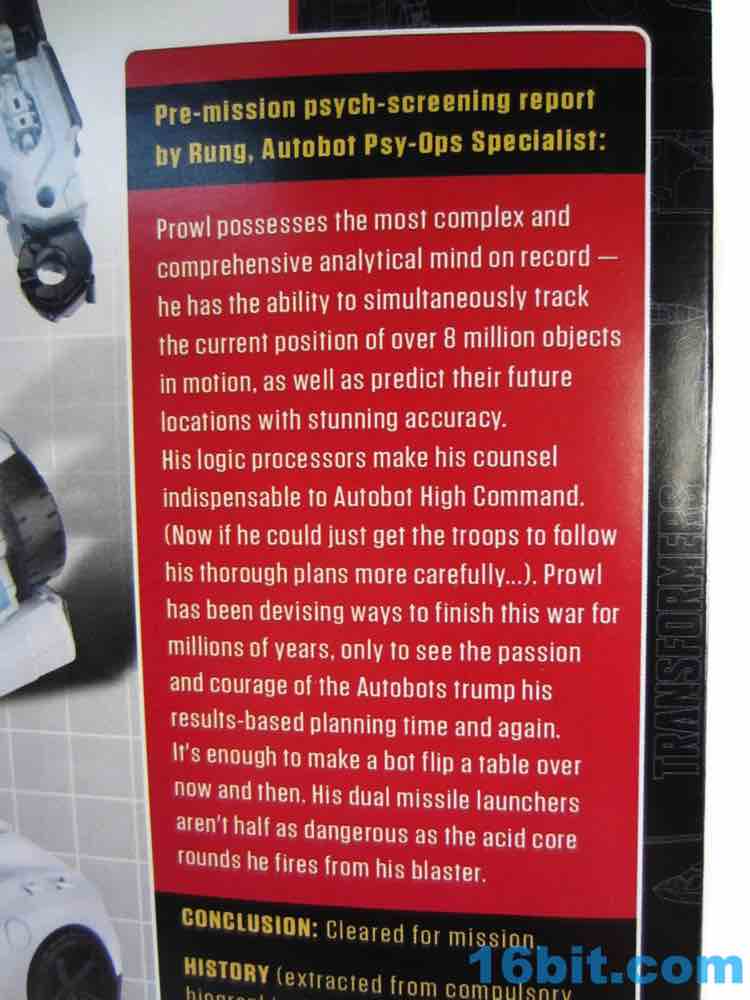 Pre-mission psych-screening report
by Rung, Autobot Psy-Ops Specialist:
Prowl possesses the most complex and
comprehensive analytical mind on record —
he has the ability to simultaneously track
the current position of over 8 million objects
in motion, as well as predict their future
locations with stunning accuracy.
His logic processors make his counsel
indispensable to Autobot High Command.
(Now if he could just get the troops to follow
his thorough plans more carefully...). Prowl
has been devising ways to finish this war for
millions of years, only to see the passion
and courage of the Autobots trump his
results-based planning time and again.
It's enough to make a bot flip a table over
now and then. His dual missile launchers
aren't half as dangerous as the acid core
rounds he fires from his blaster.
CONCLUSION: Cleared for mission.
HISTORY (extracted from compulsory
TRANSFORMERS
16bit.com